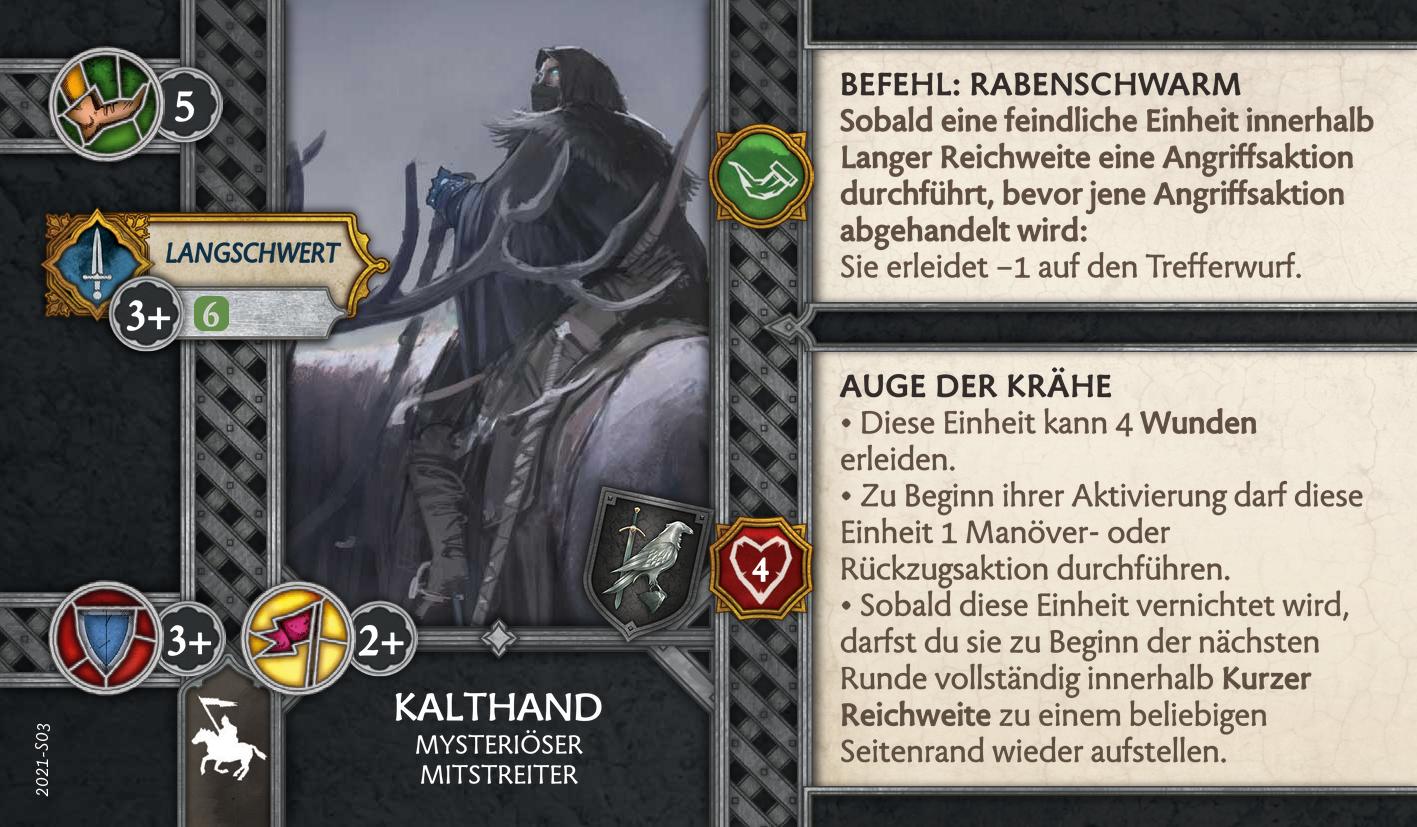 5
LANGSCHWERT
3+ 6
3+ 2+
KALTHAND
MYSTERIÖSER
MITSTREITER
2021-S03
BEFEHL: RABENSCHWARM
Sobald eine feindliche Einheit innerhalb
Langer Reichweite eine Angriffsaktion
durchführt, bevor jene Angriffsaktion
abgehandelt wird:
Sie erleidet –1 auf den Trefferwurf.
4
AUGE DER KRÄHE
• Diese Einheit kann 4 Wunden
erleiden.
• Zu Beginn ihrer Aktivierung darf diese
Einheit 1 Manöver- oder
Rückzugsaktion durchführen.
• Sobald diese Einheit vernichtet wird,
darfst du sie zu Beginn der nächsten
Runde vollständig innerhalb Kurzer
Reichweite zu einem beliebigen
Seitenrand wieder aufstellen.